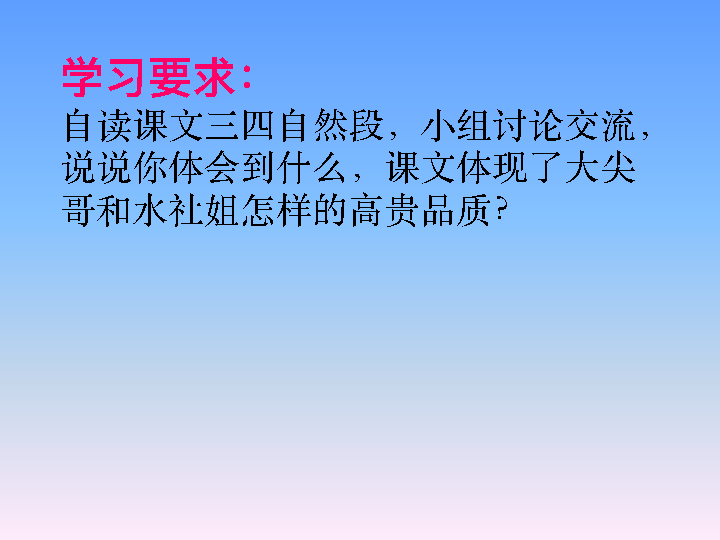 学习要求：
自读课文三四自然段，小组讨论交流，
说说你体会到什么，课文体现了大尖
哥和水社姐怎样的高贵品质？